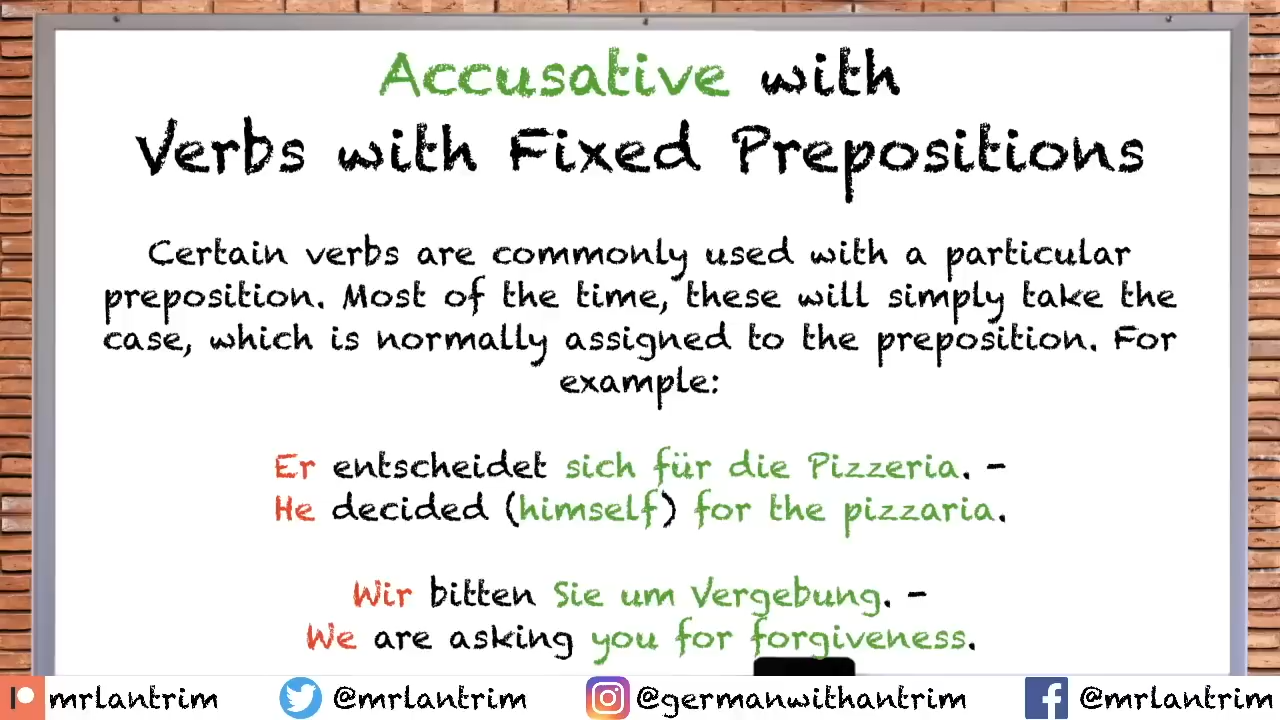 Accusative with
Verbs with Fixed Prepositions
Certain verbs are commonly used with a particular
preposition. Most of the time, these will simply take the
case, which is normally assigned to the preposition. For
example:
Er entscheidet sich für die Pizzeria. -
He decided (himself) for the pizzaria.
Wir bitten Sie um Vergebung. -
We are asking you for forgiveness.
mrlantrim @mrlantrim @germanwithantrim @mrlantrim